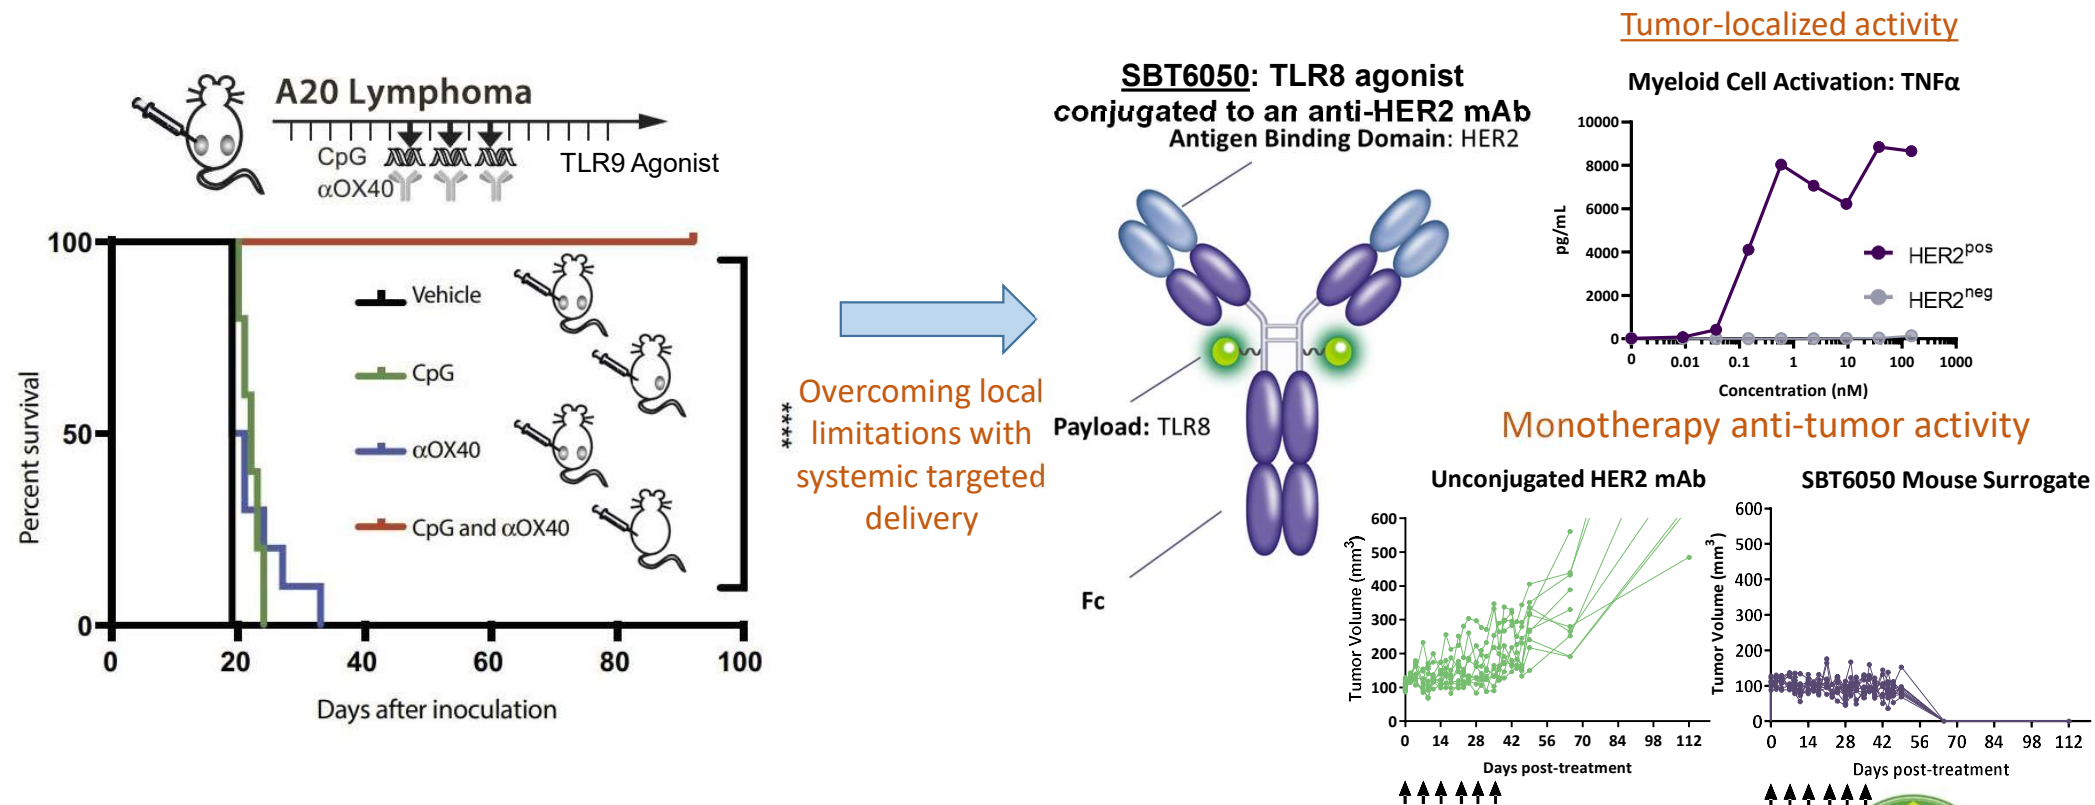 A20 Lymphoma
CpG
αOX40
TLR9 Agonist
100
50
0
Percent survival
Vehicle
CpG
αOX40
CpG and αOX40
****
0 20 40 60 80 100
Days after inoculation
Overcoming local
limitations with
systemic targeted
delivery
SBT6050: TLR8 agonist
conjugated to an anti-HER2 mAb
Antigen Binding Domain: HER2
Payload: TLR8
Fc
Tumor-localized activity
Myeloid Cell Activation: TNFα
10000
8000
6000
4000
2000
0
pg/mL
HER2pos
HER2neg
0 0.01 0.1 1 10 100 1000
Concentration (nM)
Monotherapy anti-tumor activity
Unconjugated HER2 mAb
600
500
400
300
200
100
0
Tumor Volume (mm3)
0 14 28 42 56 70 84 98 112
Days post-treatment
SBT6050 Mouse Surrogate
600
500
400
300
200
100
0
Tumor Volume (mm3)
0 14 28 42 56 70 84 98 112
Days post-treatment